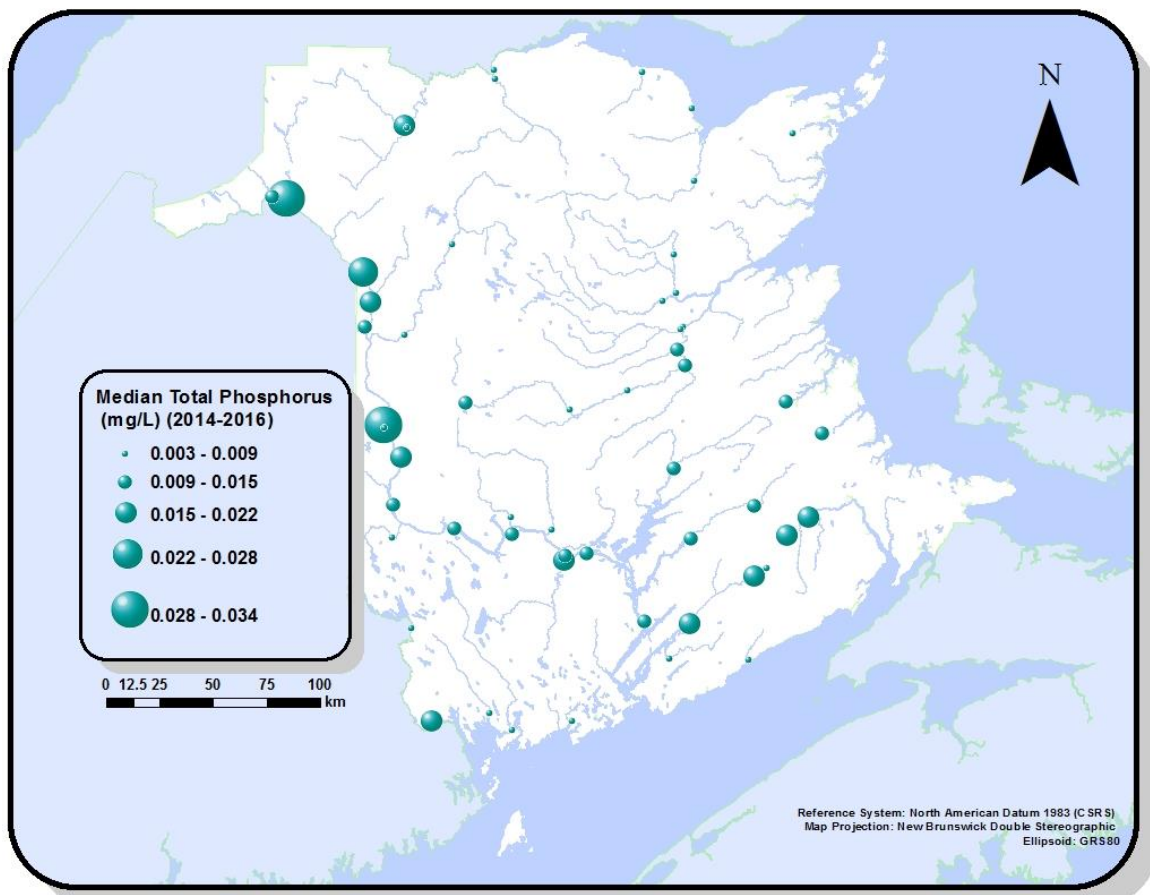 N
Median Total Phosphorus
(mg/L) (2014-2016)
0.003 - 0.009
0.009 - 0.015
0.015 - 0.022
0.022 - 0.028
0.028 - 0.034
0 12.5 25 50 75 100
km
Reference System: North American Datum 1983 (CSRS)
Map Projection: New Brunswick Double Stereographic
Ellipsoid: GRS80